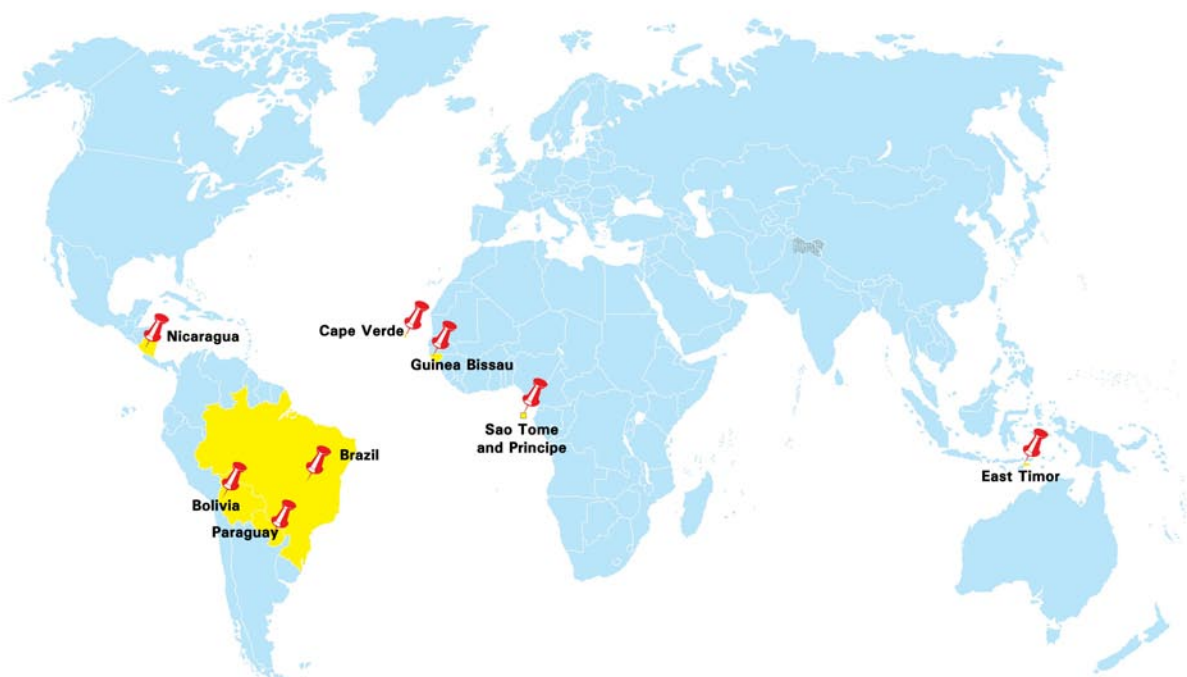 Nicaragua
Cape Verde
Guinea Bissau
Sao Tome
and Principe
Brazil
Bolivia
Paraguay
East Timor